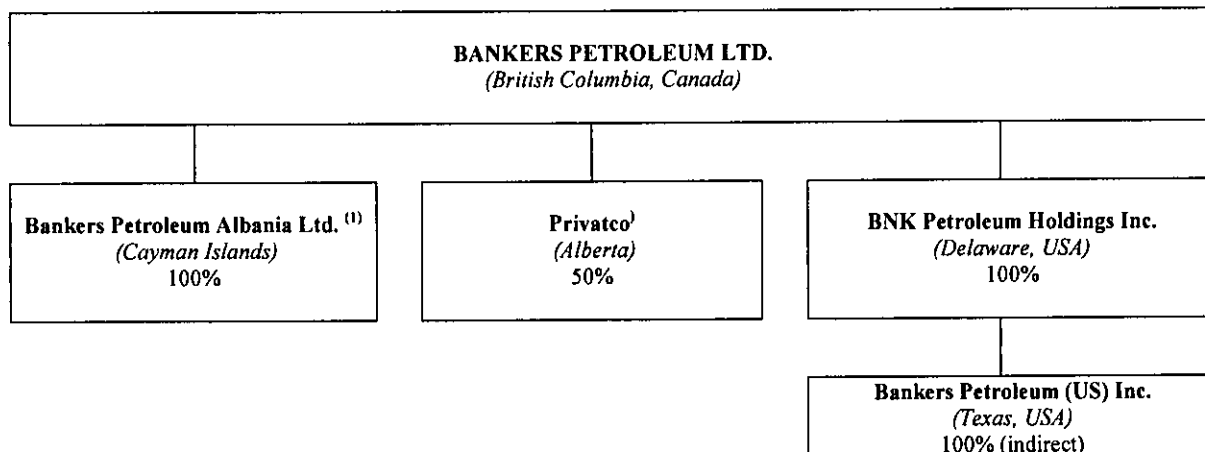 BANKERS PETROLEUM LTD.
(British Columbia, Canada)
Bankers Petroleum Albania Ltd. (1)
(Cayman Islands)
100%
Privatco)
(Alberta)
50%
BNK Petroleum Holdings Inc.
(Delaware, USA)
100%
Bankers Petroleum (US) Inc.
(Texas, USA)
100% (indirect)